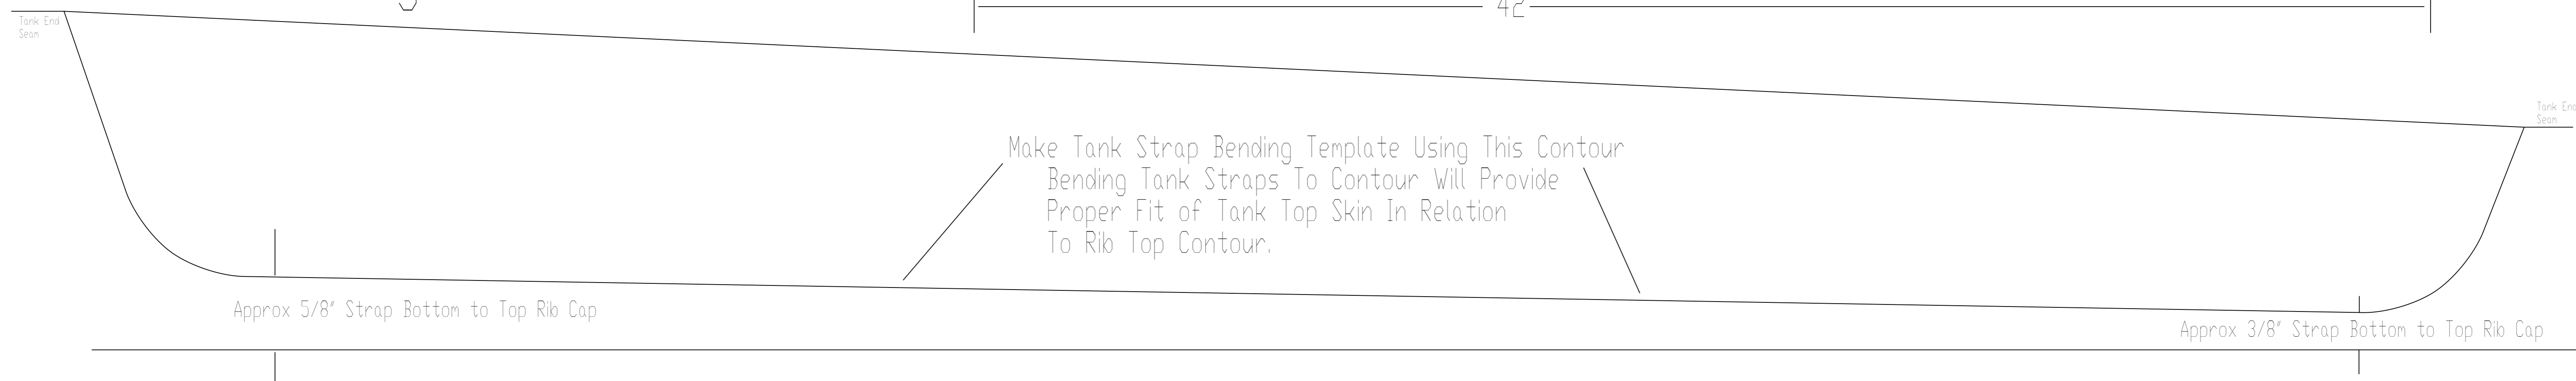 42
Tank End
Seam
Tank End
Seam
Make Tank Strap Bending Template Using This Contour
Bending Tank Straps To Contour Will Provide
Proper Fit of Tank Top Skin In Relation
To Rib Top Contour.
Approx 5/8" Strap Bottom to Top Rib Cap
Approx 3/8" Strap Bottom to Top Rib Cap